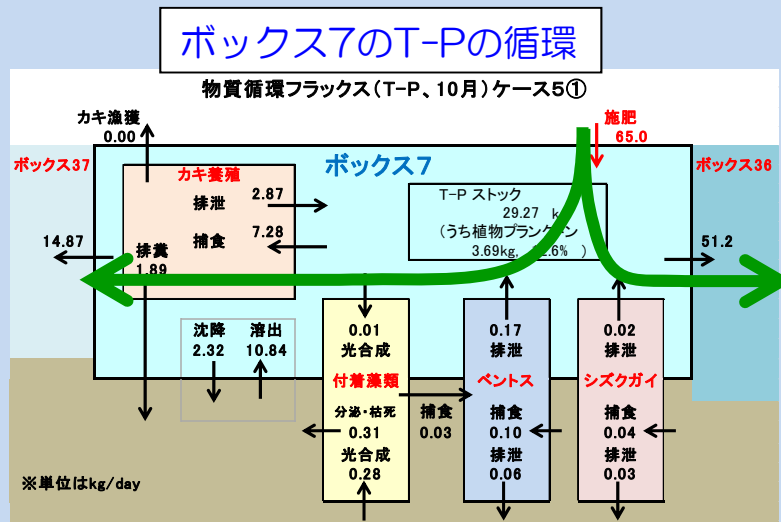 ボックス7のT-Pの循環
物質循環フラックス(T-P、10月)ケース5①
カキ漁獲
0.00
施肥
65.0
ボックス37
ボックス7
ボックス36
カキ養殖
排泄
2.87
捕食
7.28
排糞
1.89
T-P ストック
29.27 k
(うち植物プランクトン
3.69kg, 2.6% )
14.87
51.2
沈降
溶出
2.32
10.84
0.01
光合成
付着藻類
分泌・枯死
0.31
光合成
0.28
捕食
0.03
0.17
排泄
ベントス
捕食
0.10
排泄
0.06
0.02
排泄
シズクガイ
捕食
0.04
排泄
0.03
※単位はkg/day